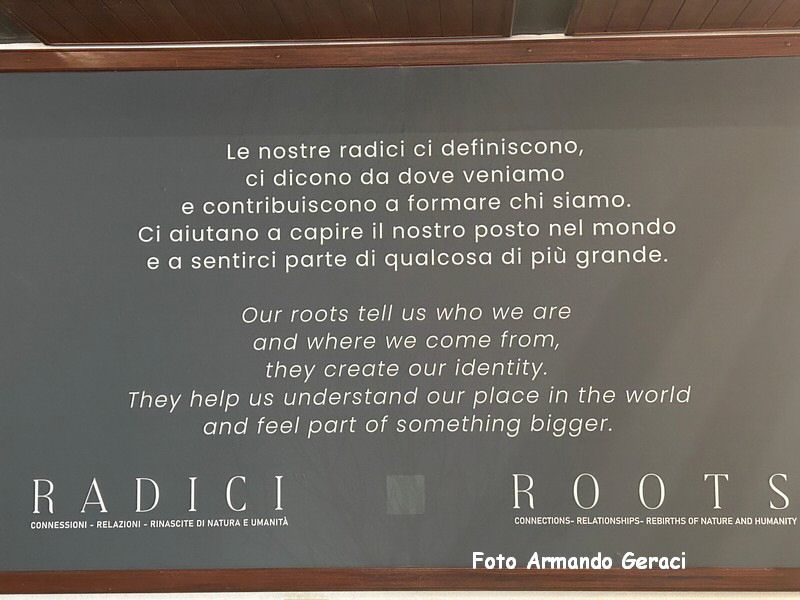 Le nostre radici ci definiscono,
ci dicono da dove veniamo
e contribuiscono a formare chi siamo.
Ci aiutano a capire il nostro posto nel mondo
e a sentirci parte di qualcosa di più grande.
Our roots tell us who we are
and where we come from,
they create our identity.
They help us understand our place in the world
and feel part of something bigger.
RADICI
CONNESSIONI - RELAZIONI - RINASCITE DI NATURA E UMANITÀ
ROOTS
CONNECTIONS- RELATIONSHIPS- REBIRTHS OF NATURE AND HUMANITY
Foto Armando Geraci